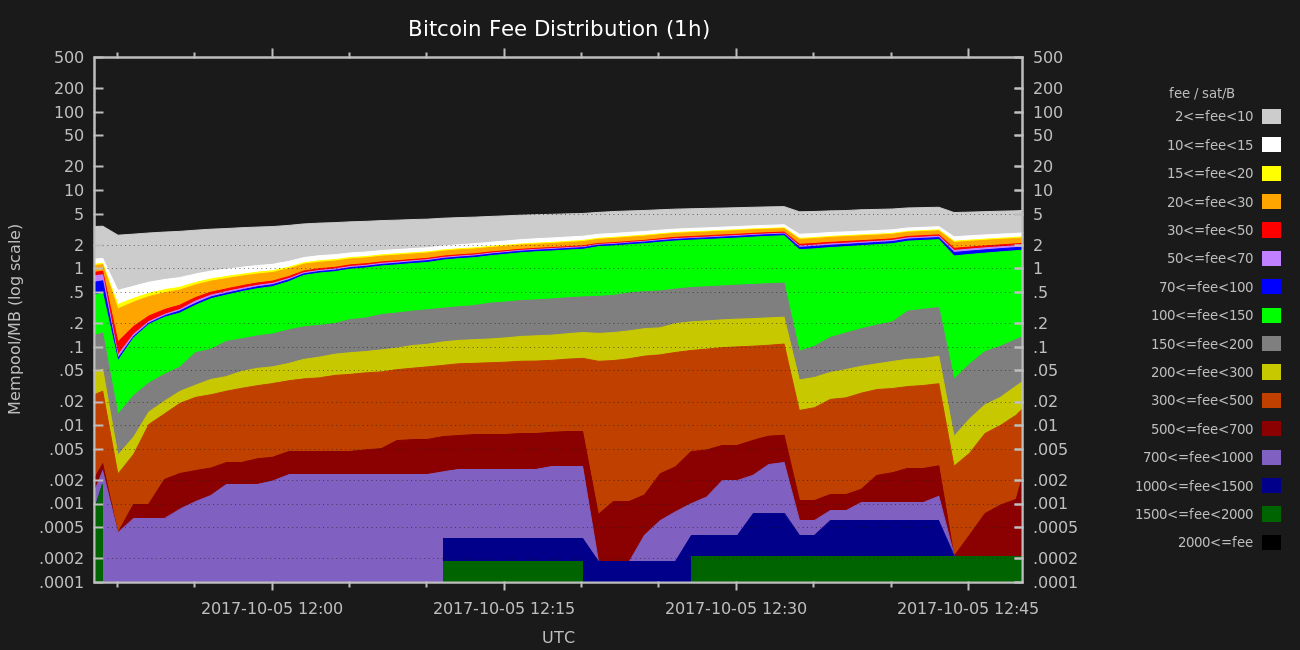 Bitcoin Fee Distribution (1h)
Mempool/MB (log scale)
500
200
100
50
20
10
5
2
1
.5
.2
.1
.05
.02
.01
.005
.002
.001
.0005
.0002
.0001
500
200
100
50
20
10
5
2
1
.5
.2
.1
.05
.02
.01
.005
.002
.001
.0005
.0002
.0001
2017-10-05 12:00
2017-10-05 12:15
2017-10-05 12:30
2017-10-05 12:45
UTC
fee / sat/B
2<=fee<10
10<=fee<15
15<=fee<20
20<=fee<30
30<=fee<50
50<=fee<70
70<=fee<100
100<=fee<150
150<=fee<200
200<=fee<300
300<=fee<500
500<=fee<700
700<=fee<1000
1000<=fee<1500
1500<=fee<2000
2000<=fee